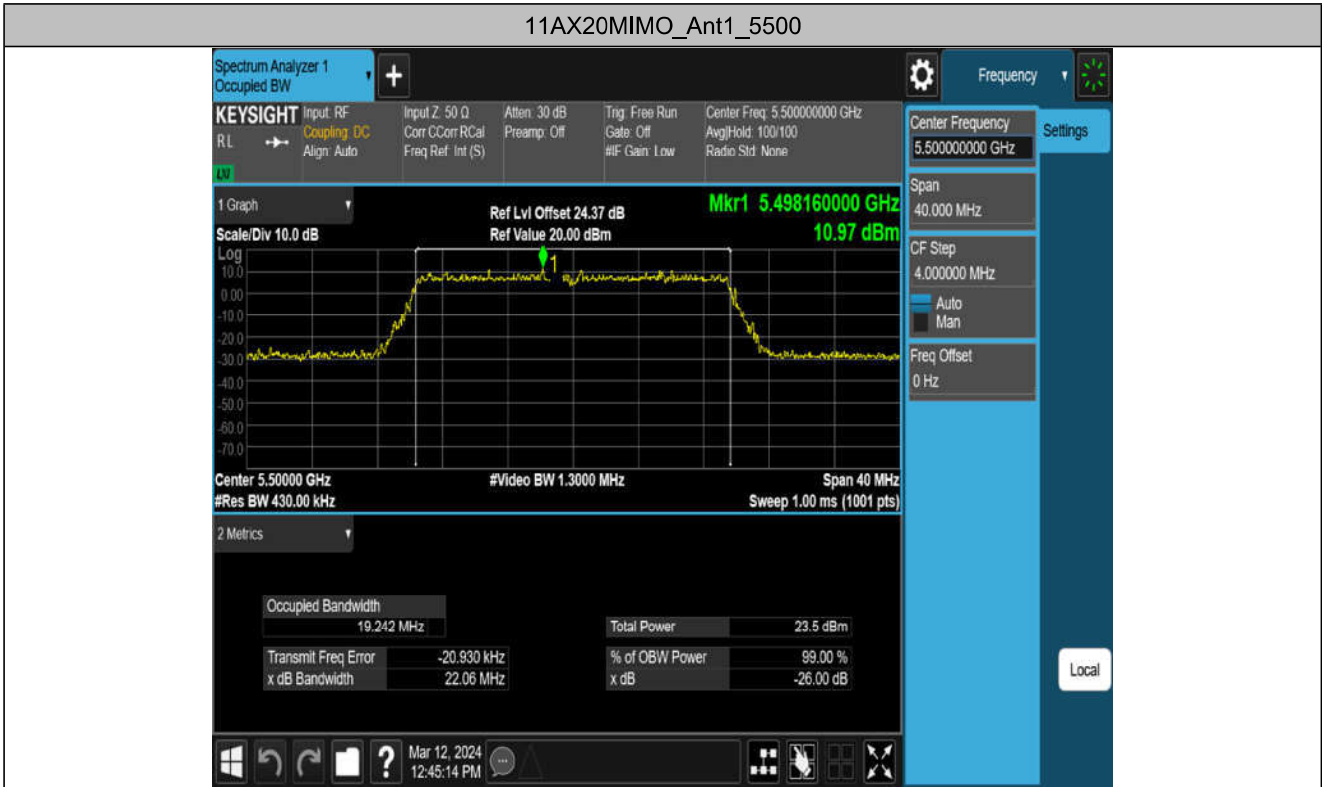 11AX20MIMO_Ant1_5500
Spectrum Analyzer 1
Occupied BW
Frequency
KEYSIGHT
R L
LXI
Input: RF
Coupling: DC
Align: Auto
Input Z: 50 Ω
Corr CCorr RCal
Freq Ref: Int (S)
Atten: 30 dB
Preamp: Off
Trig: Free Run
Gate: Off
#IF Gain: Low
Center Freq: 5.500000000 GHz
Avg|Hold: 100/100
Radio Std: None
Center Frequency
5.500000000 GHz
Settings
Span
40.000 MHz
CF Step
4.000000 MHz
Auto
Man
Freq Offset
0 Hz
Local
1 Graph
Scale/Div 10.0 dB
Ref Lvl Offset 24.37 dB
Ref Value 20.00 dBm
Mkr1 5.498160000 GHz
10.97 dBm
Log
10.0
0.00
-10.0
-20.0
-30.0
-40.0
-50.0
-60.0
-70.0
1
Center 5.50000 GHz
#Res BW 430.00 kHz
#Video BW 1.3000 MHz
Span 40 MHz
Sweep 1.00 ms (1001 pts)
2 Metrics
Occupied Bandwidth
19.242 MHz
Total Power 23.5 dBm
Transmit Freq Error -20.930 kHz
% of OBW Power 99.00 %
x dB Bandwidth 22.06 MHz
x dB -26.00 dB
Mar 12, 2024
12:45:14 PM